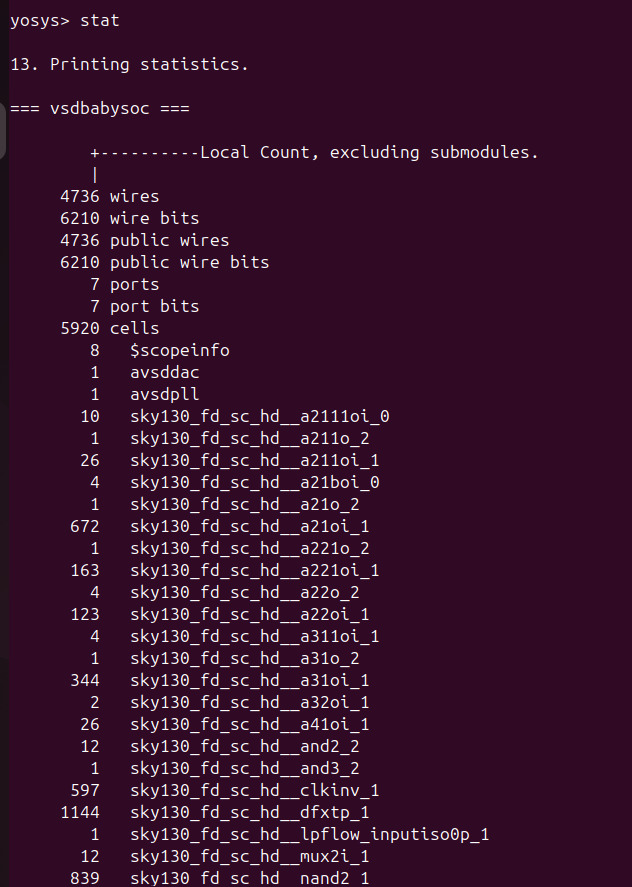 yosys> stat
13. Printing statistics.
=== vsdbabysoc ===
+----------Local Count, excluding submodules.
|
4736 wires
6210 wire bits
4736 public wires
6210 public wire bits
7 ports
7 port bits
5920 cells
8 $scopeinfo
1 avsddac
1 avsdpll
10 sky130_fd_sc_hd__a2111oi_0
1 sky130_fd_sc_hd__a211o_2
26 sky130_fd_sc_hd__a211oi_1
4 sky130_fd_sc_hd__a21boi_0
1 sky130_fd_sc_hd__a21o_2
672 sky130_fd_sc_hd__a21oi_1
1 sky130_fd_sc_hd__a221o_2
163 sky130_fd_sc_hd__a221oi_1
4 sky130_fd_sc_hd__a22o_2
123 sky130_fd_sc_hd__a22oi_1
4 sky130_fd_sc_hd__a311oi_1
1 sky130_fd_sc_hd__a31o_2
344 sky130_fd_sc_hd__a31oi_1
2 sky130_fd_sc_hd__a32oi_1
26 sky130_fd_sc_hd__a41oi_1
12 sky130_fd_sc_hd__and2_2
1 sky130_fd_sc_hd__and3_2
597 sky130_fd_sc_hd__clkinv_1
1144 sky130_fd_sc_hd__dfxtp_1
1 sky130_fd_sc_hd__lpflow_inputiso0p_1
12 sky130_fd_sc_hd__mux2i_1
839 sky130_fd_sc_hd__nand2_1